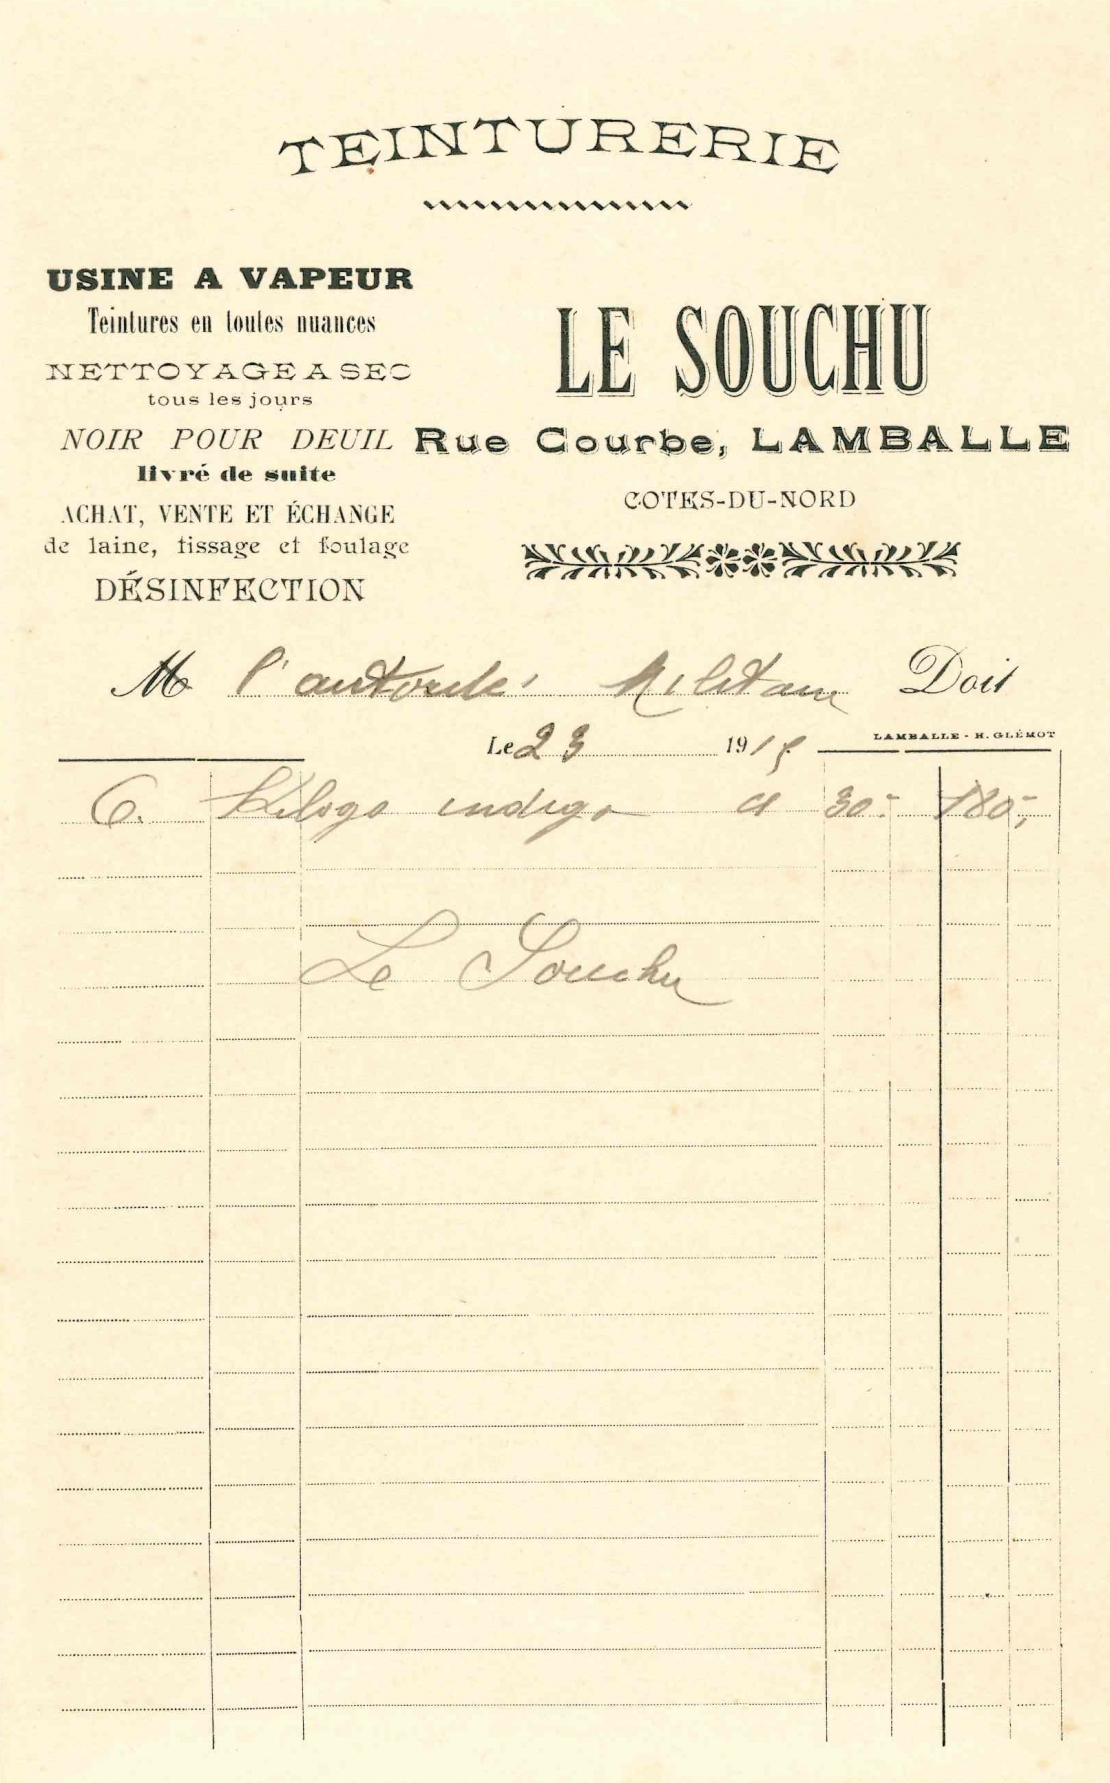 TEINTURERIE
USINE A VAPEUR
Teintures en toutes nuances
NETTOYAGE A SEC
tous les jours
NOIR POUR DEUIL
livré de suite
ACHAT, VENTE ET ÉCHANGE
de laine, tissage et foulage
DÉSINFECTION
LE SOUCHU
Rue Courbe, LAMBALLE
COTES-DU-NORD
M l'autorité Militaire Doit
LAMBALLE - H. GLÉMOT
Le 23 1915
6. Kilogs indigo a 30 180
Le Souchu